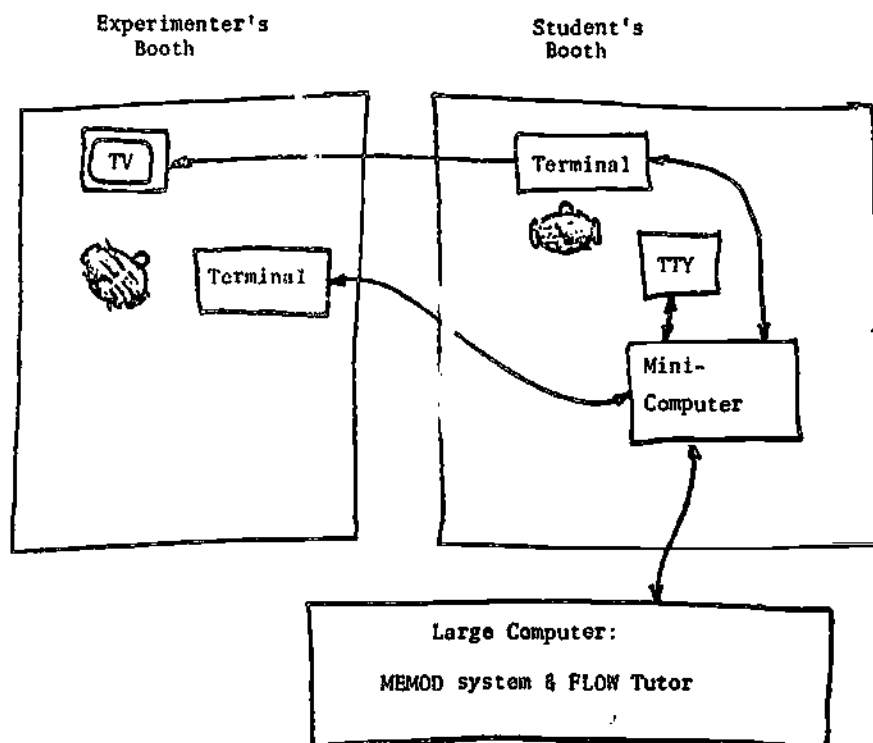 Experimenter's
Booth
Student's
Booth
TV
Terminal
Terminal
TTY
Mini-
Computer
Large Computer:
MEMOD system & FLOW Tutor